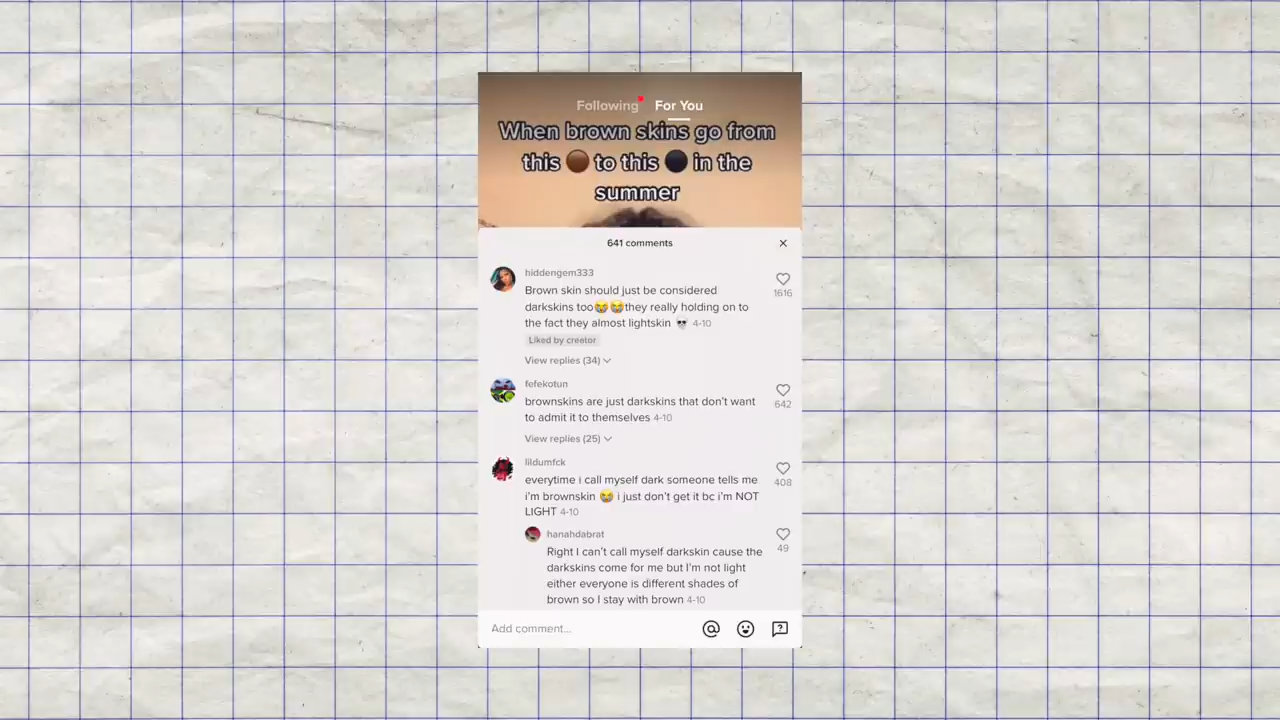 Following For You
When brown skins go from
this 🟤 to this ⚫ in the
summer
641 comments
hiddengem333
Brown skin should just be considered
darkskins too😭😭they really holding on to
the fact they almost lightskin 💀 4-10
1616
Liked by creator
View replies (34)
fefekotun
brownskins are just darkskins that don't want
to admit it to themselves 4-10
642
View replies (25)
lildumfck
everytime i call myself dark someone tells me
i'm brownskin 😭 i just don't get it bc i'm NOT
LIGHT 4-10
408
hanahdabrat
Right I can't call myself darkskin cause the
darkskins come for me but I'm not light
either everyone is different shades of
brown so I stay with brown 4-10
49
Add comment...